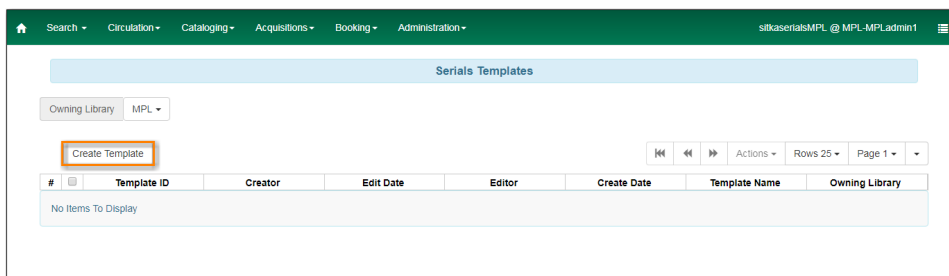 Search Circulation Cataloging Acquisitions Booking Administration sitkaserialsMPL @ MPL-MPLadmin1
Serials Templates
Owning Library MPL
Create Template Actions Rows 25 Page 1
# Template ID Creator Edit Date Editor Create Date Template Name Owning Library
No Items To Display